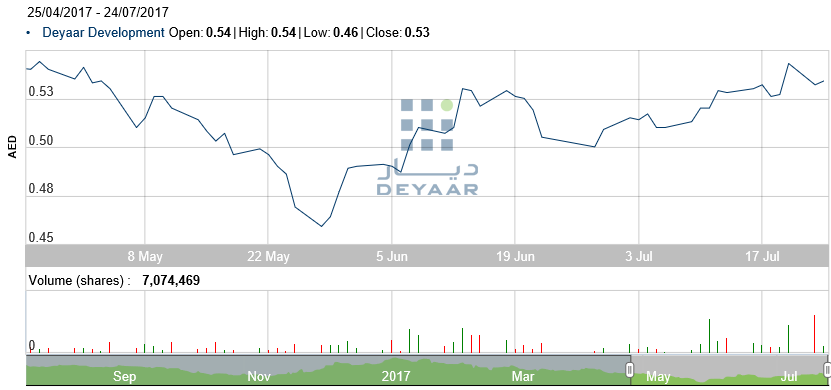 25/04/2017 - 24/07/2017
• Deyaar Development Open: 0.54 | High: 0.54 | Low: 0.46 | Close: 0.53
0.53
0.50
0.48
0.45
AED
ديـــار
DEYAAR
8 May 22 May 5 Jun 19 Jun 3 Jul 17 Jul
Volume (shares) : 7,074,469
0
Sep Nov 2017 Mar May Jul